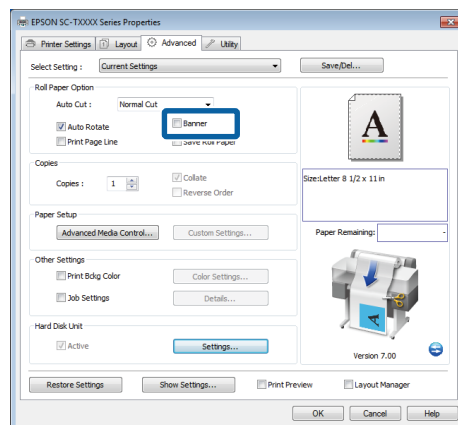 EPSON SC-TXXXX Series Properties
Printer Settings Layout Advanced Utility
Select Setting : Current Settings Save/Del...
Roll Paper Option
Auto Cut : Normal Cut
Auto Rotate Banner
Print Page Line Save Roll Paper
A
Copies
Copies : 1 Collate
Reverse Order
Size:Letter 8 1/2 x 11 in
Paper Setup
Advanced Media Control... Custom Settings...
Paper Remaining: -
Other Settings
Print Bckg Color Color Settings...
Job Settings Details...
A
Hard Disk Unit
Active Settings...
Version 7.00
Restore Settings Show Settings... Print Preview Layout Manager
OK Cancel Help